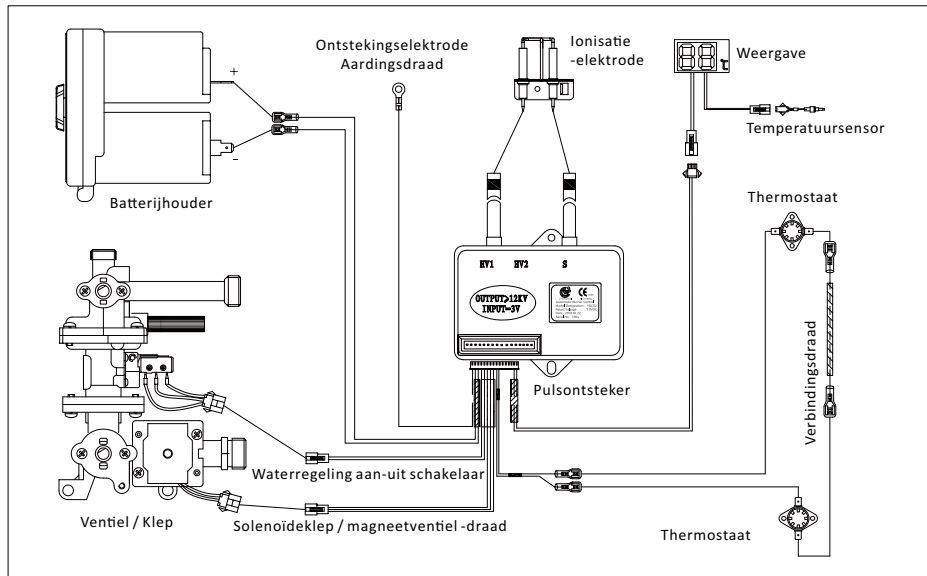 Ontstekingselektrode
Aardingsdraad
Ionisatie
-elektrode
Weergave
°C
Temperatuursensor
+
-
Batterijhouder
Thermostaat
HV1 HV2 S
OUTPUT>12KV
INPUT=3V
CE
Pulsontsteker
Verbindingsdraad
Waterregeling aan-uit schakelaar
Ventiel / Klep
Solenoïdeklep / magneetventiel -draad
Thermostaat